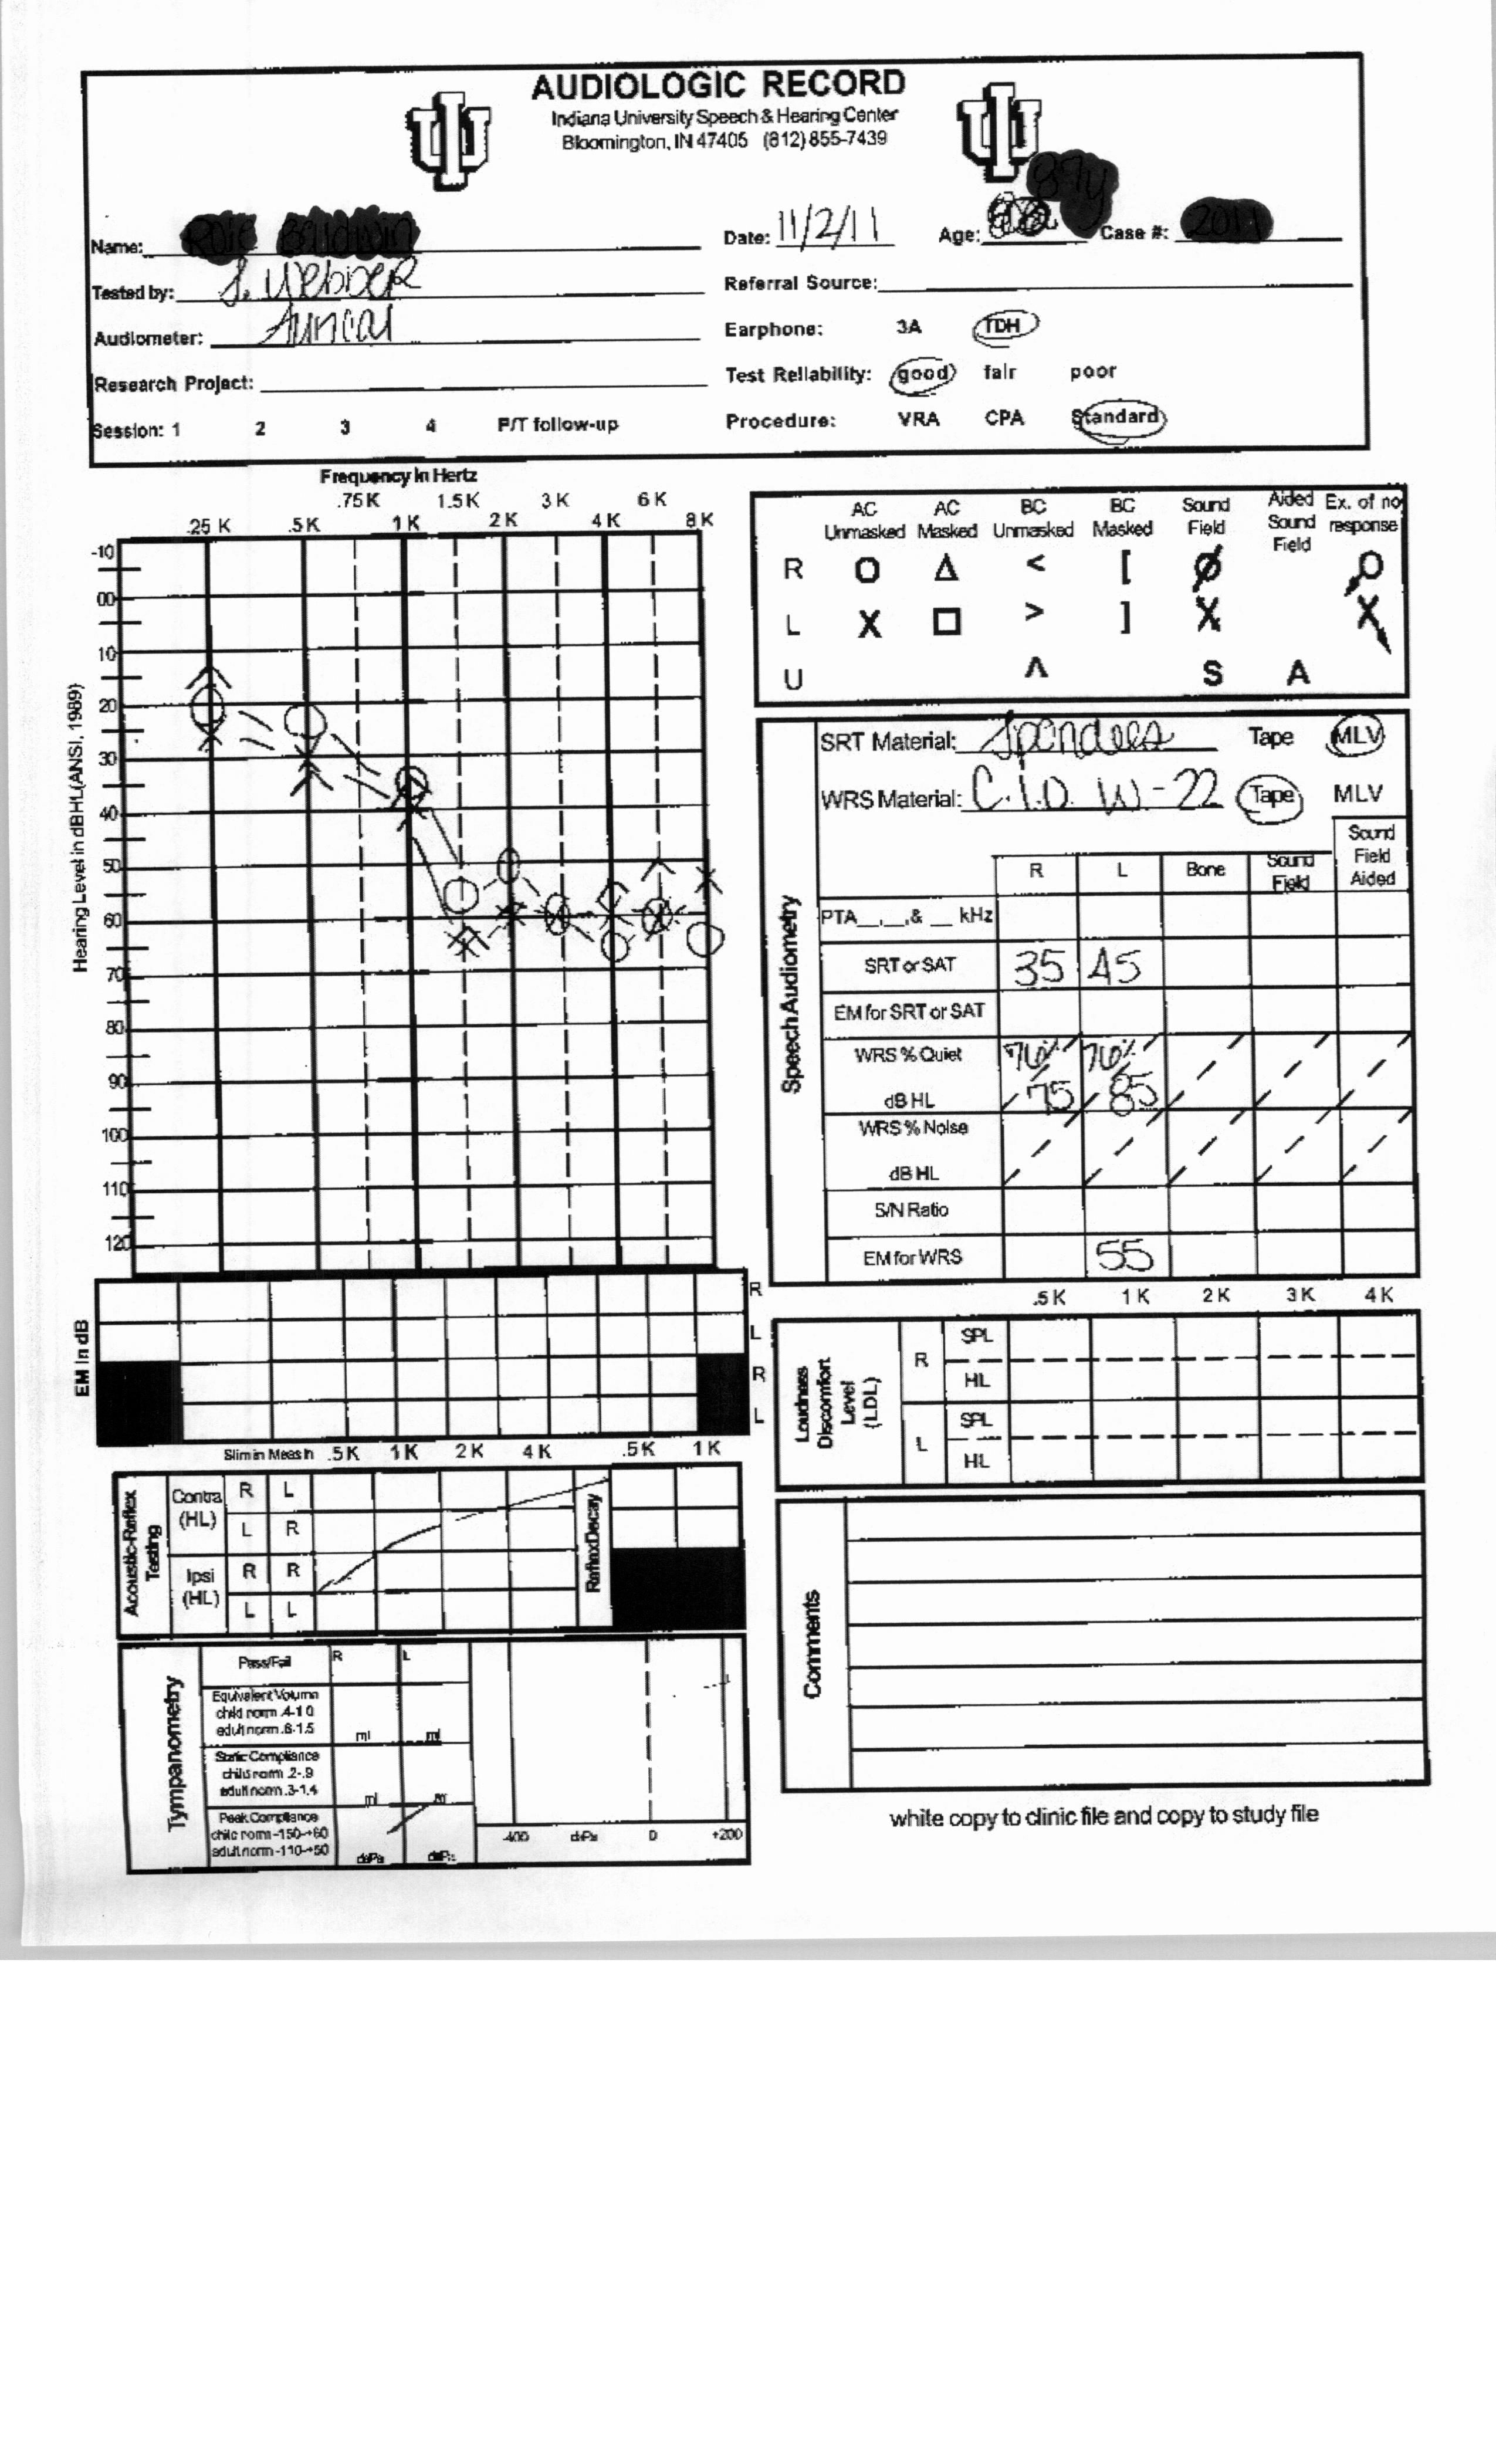 AUDIOLOGIC RECORD
Indiana University Speech & Hearing Center
Bloomington, IN 47405 (812) 855-7439
Name:
Date: 11/2/11 Age: Case #:
Tested by: S. Webber
Referral Source:
Audiometer:
Earphone: 3A TDH
Research Project:
Test Reliability: good fair poor
Session: 1 2 3 4 P/T follow-up
Procedure: VRA CPA Standard
Frequency in Hertz
.75K 1.5K 3K 6K
.25 K .5K 1K 2K 4K 8K
Hearing Level in dBHL(ANSI, 1989)
-10
00
10
20
30
40
50
60
70
80
90
100
110
120
AC Unmasked
AC Masked
BC Unmasked
BC Masked
Sound Field
Aided Sound Field
Ex. of no response
R O Δ < [
L X □ > ]
U Λ S A
Speech Audiometry
SRT Material: Spondees Tape MLV
WRS Material: C.I.D. W-22 Tape MLV
R L Bone Sound Field Sound Field Aided
PTA__,__,& __ kHz
SRT or SAT 35 45
EM for SRT or SAT
WRS % Quiet 76% 76%
dB HL 75 85
WRS % Noise
dB HL
S/N Ratio
EM for WRS 55
EM in dB
R
L
R
L
.5K 1K 2K 3K 4K
Loudness Discomfort Level (LDL)
R SPL
HL
L SPL
HL
Stim in Meas in .5K 1K 2K 4K .5K 1K
Acoustic-Reflex Testing
Contra (HL) R L
L R
Ipsi (HL) R R
L L
Reflex Decay
Comments
Tympanometry
Pass/Fail R L
Equivalent Volume
child norm .4-1.0
adult norm .6-1.5
ml ml
Static Compliance
child norm .2-.9
adult norm .3-1.4
ml ml
Peak Compliance
child norm -150-+60
adult norm -110-+50
daPa daPa
-400 daPa 0 +200
white copy to clinic file and copy to study file